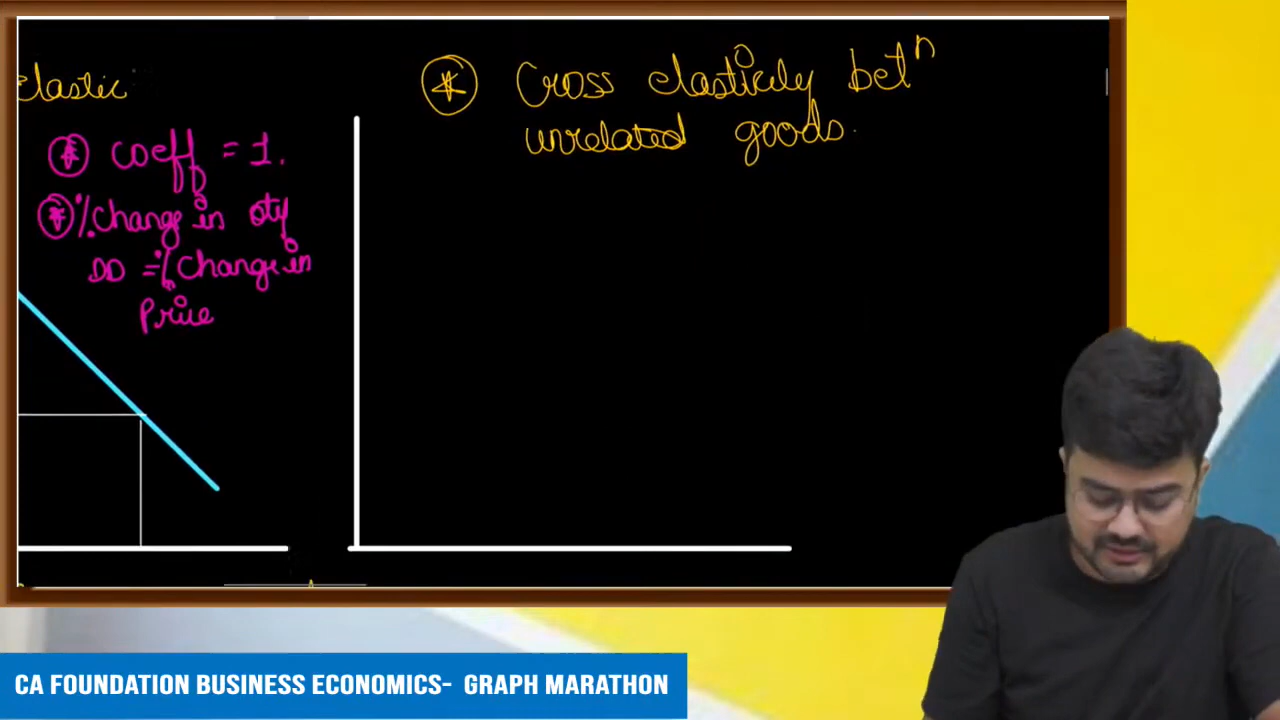 elastic
coeff = 1.
% Change in Qty
DD = % Change in
Price
Cross elasticity betⁿ
unrelated goods.
CA FOUNDATION BUSINESS ECONOMICS- GRAPH MARATHON